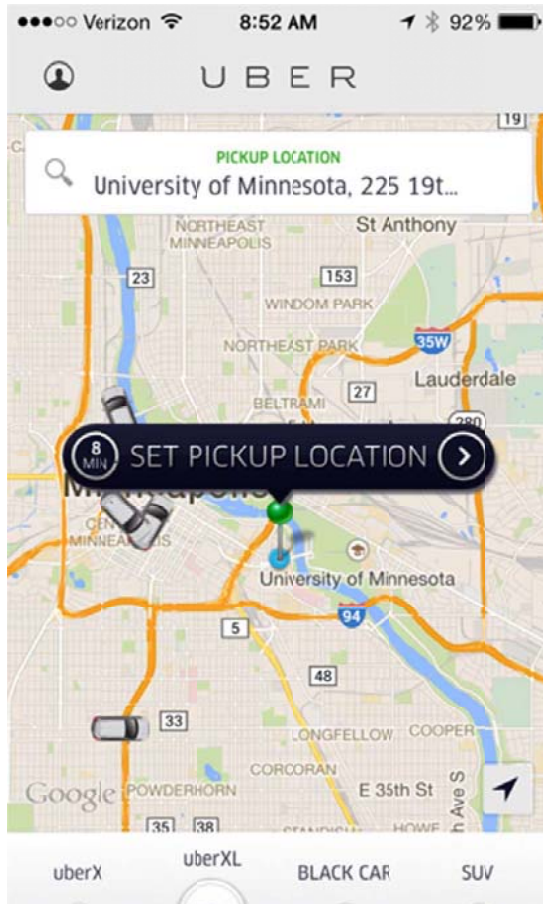 Verizon 8:52 AM 92%
UBER
19
PICKUP LOCATION
University of Minnesota, 225 19t...
NORTHEAST
MINNEAPOLIS
St Anthony
23
153
WINDOM PARK
NORTHEAST PARK
35W
27
Lauderdale
BELTRAMI
280
8
MIN
SET PICKUP LOCATION
University of Minnesota
94
5
48
33
LONGFELLOW
COOPER
CORCORAN
Google
POWDERHORN
E 35th St
h Ave S
35
38
HOWE
uberX
uberXL
BLACK CAR
SUV